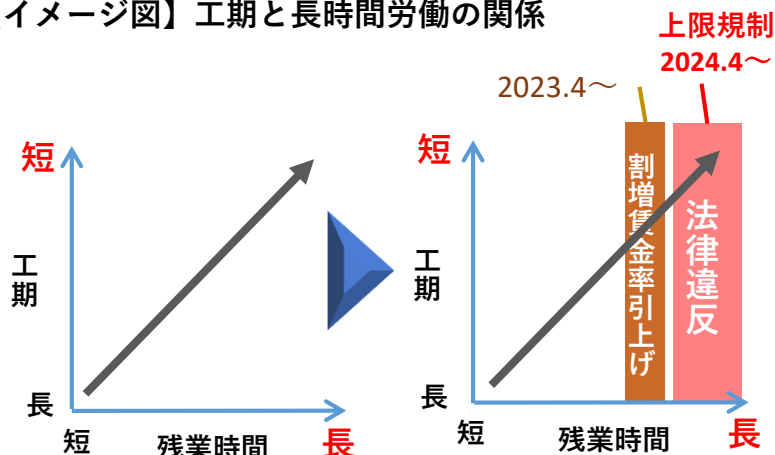 イメージ図】工期と長時間労働の関係
上限規制
2024.4～
2023.4～
短
工期
長
短
残業時間
長
短
工期
長
短
残業時間
長
割増賃金率引上げ
法律違反